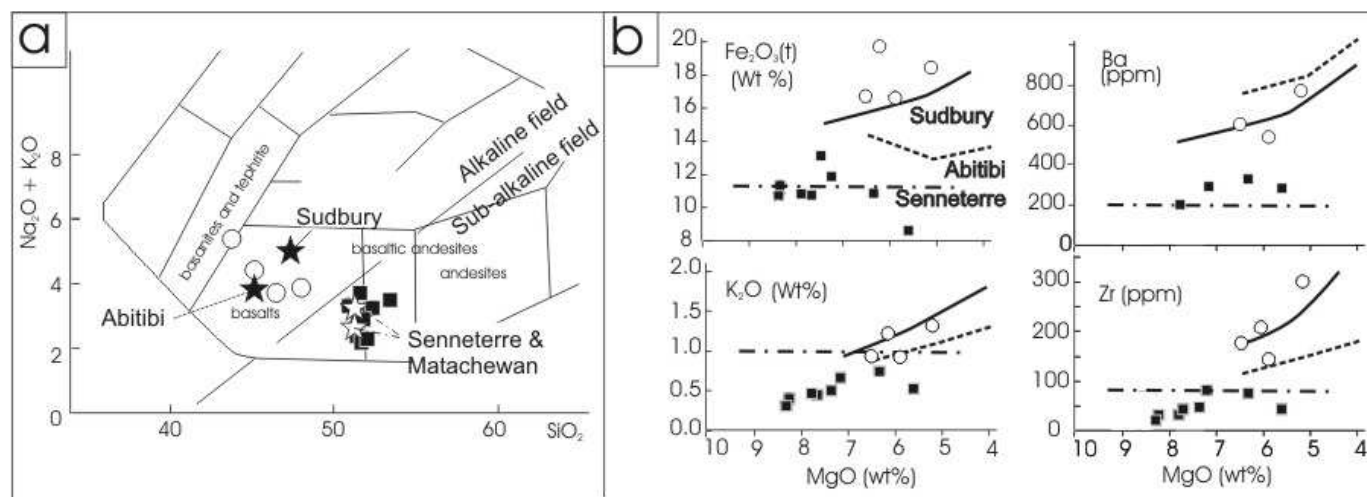 a
Na₂O + K₂O
8
6
4
2
0
40
50
60
SiO₂
basanites and tephrite
Alkaline field
Sub-alkaline field
Sudbury
basaltic andesites
andesites
Abitibi
basalts
Senneterre &
Matachewan
b
Fe₂O₃(t)
(Wt %)
20
18
16
14
12
10
8
Sudbury
Abitibi
Senneterre
Ba
(ppm)
800
600
400
200
0
K₂O (Wt%)
2.0
1.5
1.0
0.5
0.0
10 9 8 7 6 5 4
MgO (wt%)
Zr (ppm)
300
200
100
0
10 9 8 7 6 5 4
MgO (wt%)